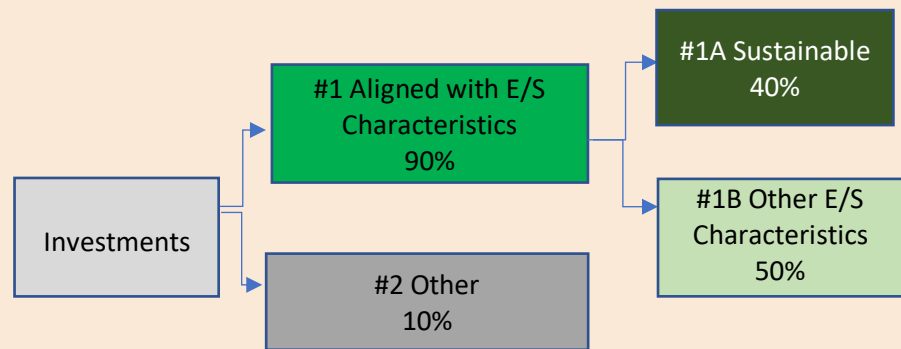 #1A Sustainable
40%
#1 Aligned with E/S
Characteristics
90%
#1B Other E/S
Characteristics
50%
Investments
#2 Other
10%